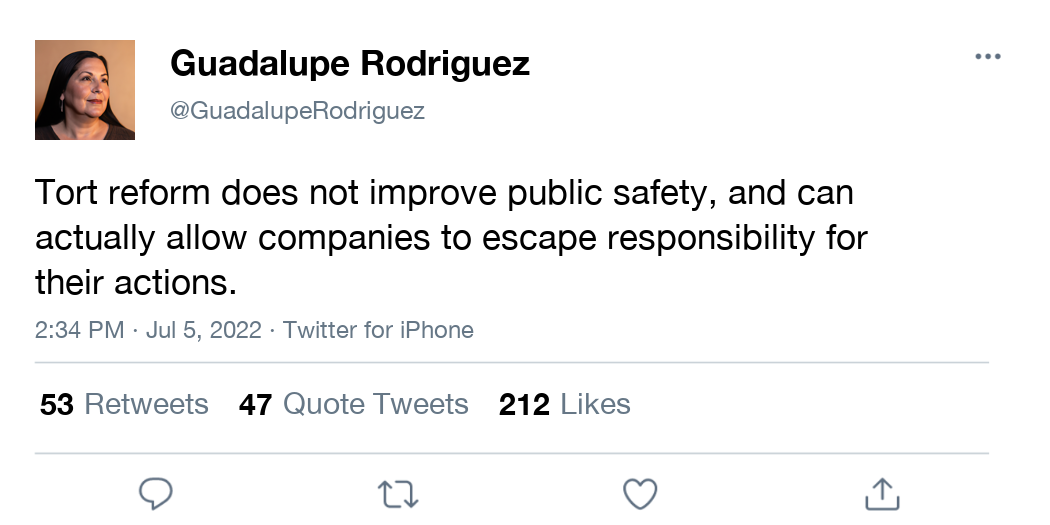 Guadalupe Rodriguez
@GuadalupeRodriguez
Tort reform does not improve public safety, and can
actually allow companies to escape responsibility for
their actions.
2:34 PM · Jul 5, 2022 · Twitter for iPhone
53 Retweets 47 Quote Tweets 212 Likes